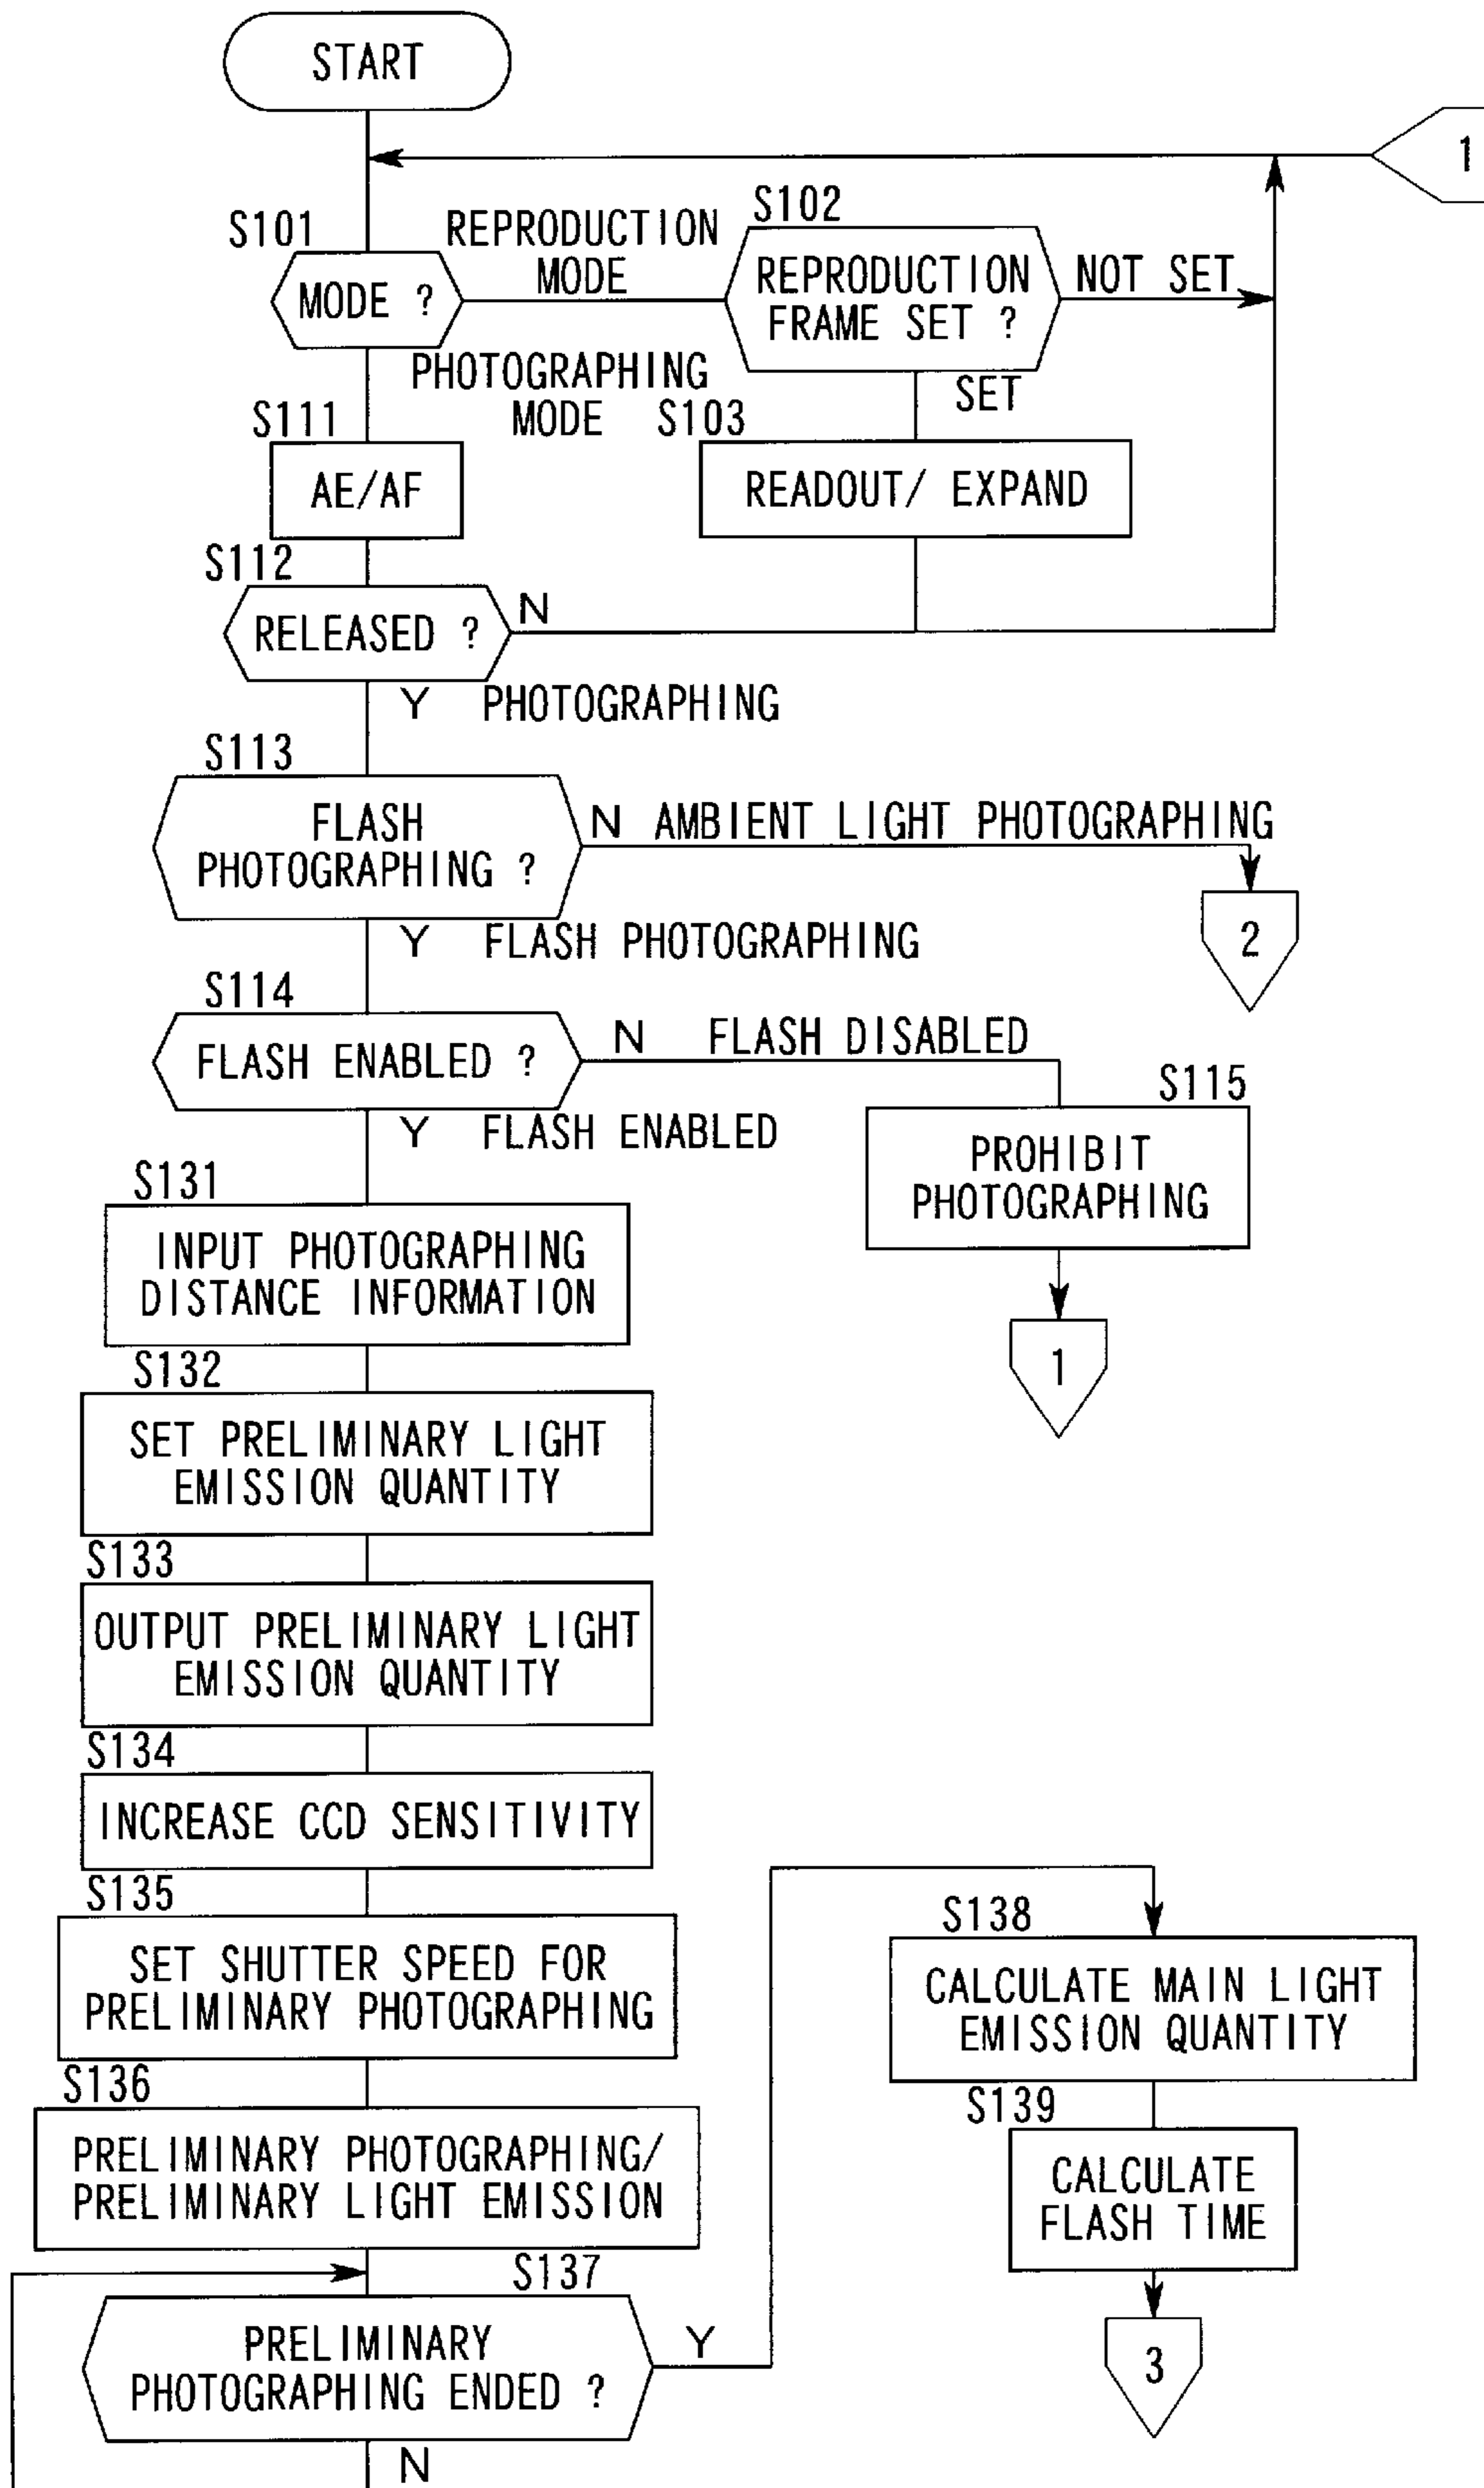 START
1
S101
REPRODUCTION
MODE
S102
MODE ?
REPRODUCTION
FRAME SET ?
NOT SET
PHOTOGRAPHING
MODE
SET
S111
S103
AE/AF
READOUT/ EXPAND
S112
RELEASED ?
N
Y PHOTOGRAPHING
S113
FLASH
PHOTOGRAPHING ?
N AMBIENT LIGHT PHOTOGRAPHING
2
Y FLASH PHOTOGRAPHING
S114
FLASH ENABLED ?
N FLASH DISABLED
S115
PROHIBIT
PHOTOGRAPHING
1
Y FLASH ENABLED
S131
INPUT PHOTOGRAPHING
DISTANCE INFORMATION
S132
SET PRELIMINARY LIGHT
EMISSION QUANTITY
S133
OUTPUT PRELIMINARY LIGHT
EMISSION QUANTITY
S134
INCREASE CCD SENSITIVITY
S135
SET SHUTTER SPEED FOR
PRELIMINARY PHOTOGRAPHING
S136
PRELIMINARY PHOTOGRAPHING/
PRELIMINARY LIGHT EMISSION
S137
PRELIMINARY
PHOTOGRAPHING ENDED ?
Y
N
S138
CALCULATE MAIN LIGHT
EMISSION QUANTITY
S139
CALCULATE
FLASH TIME
3